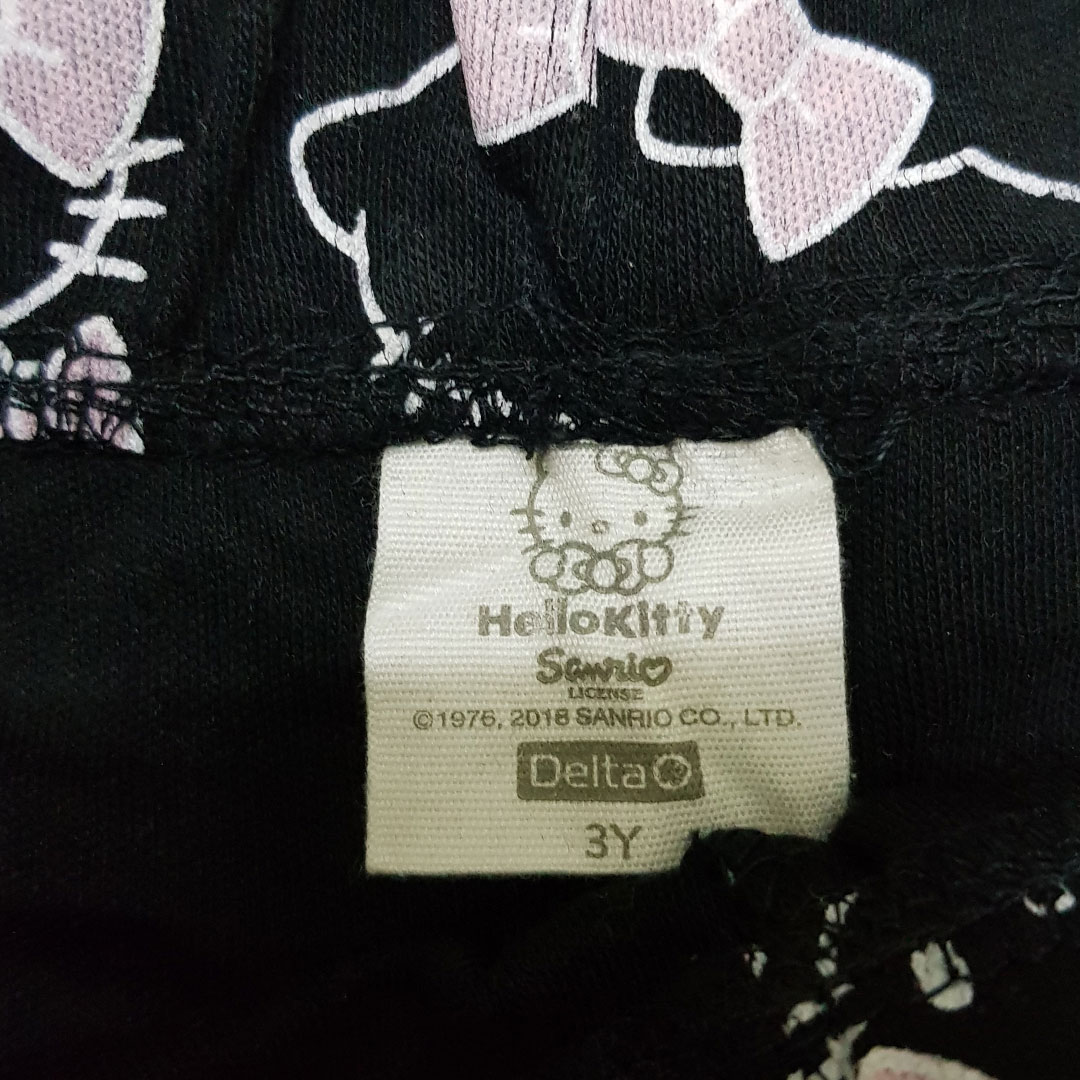 HelloKitty
Sanrio
LICENSE
©1976, 2018 SANRIO CO., LTD.
Delta
3Y